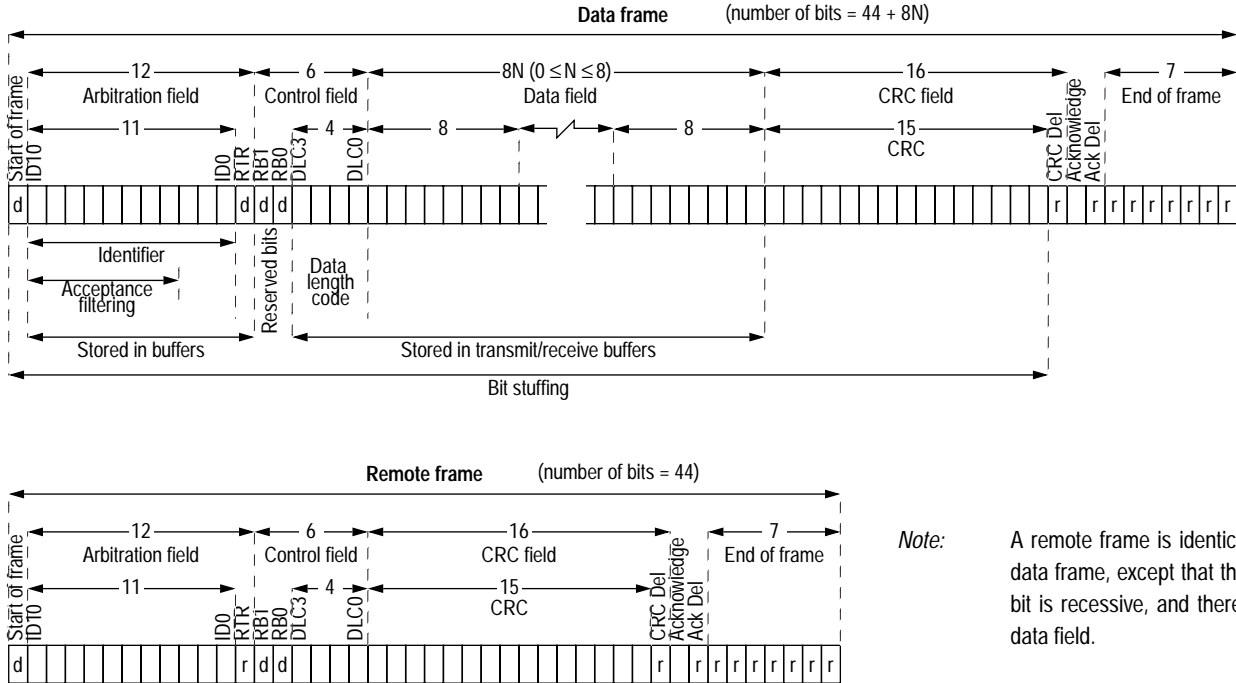 Data frame (number of bits = 44 + 8N)
12 6 8N (0 ≤ N ≤ 8) 16 7
Arbitration field Control field Data field CRC field End of frame
11 4 8 8 15
CRC
Start of frame
ID10
ID0
RTR
RB1
RB0
DLC3
DLC0
CRC Del
Acknowledge
Ack Del
d d d d r r r r r r r r r
Identifier
Acceptance
filtering
Reserved bits
Data
length
code
Stored in buffers Stored in transmit/receive buffers
Bit stuffing
Remote frame (number of bits = 44)
12 6 16 7
Arbitration field Control field CRC field End of frame
11 4 15
CRC
Start of frame
ID10
ID0
RTR
RB1
RB0
DLC3
DLC0
CRC Del
Acknowledge
Ack Del
d r d d r r r r r r r r r
Note: A remote frame is identic
data frame, except that th
bit is recessive, and there
data field.